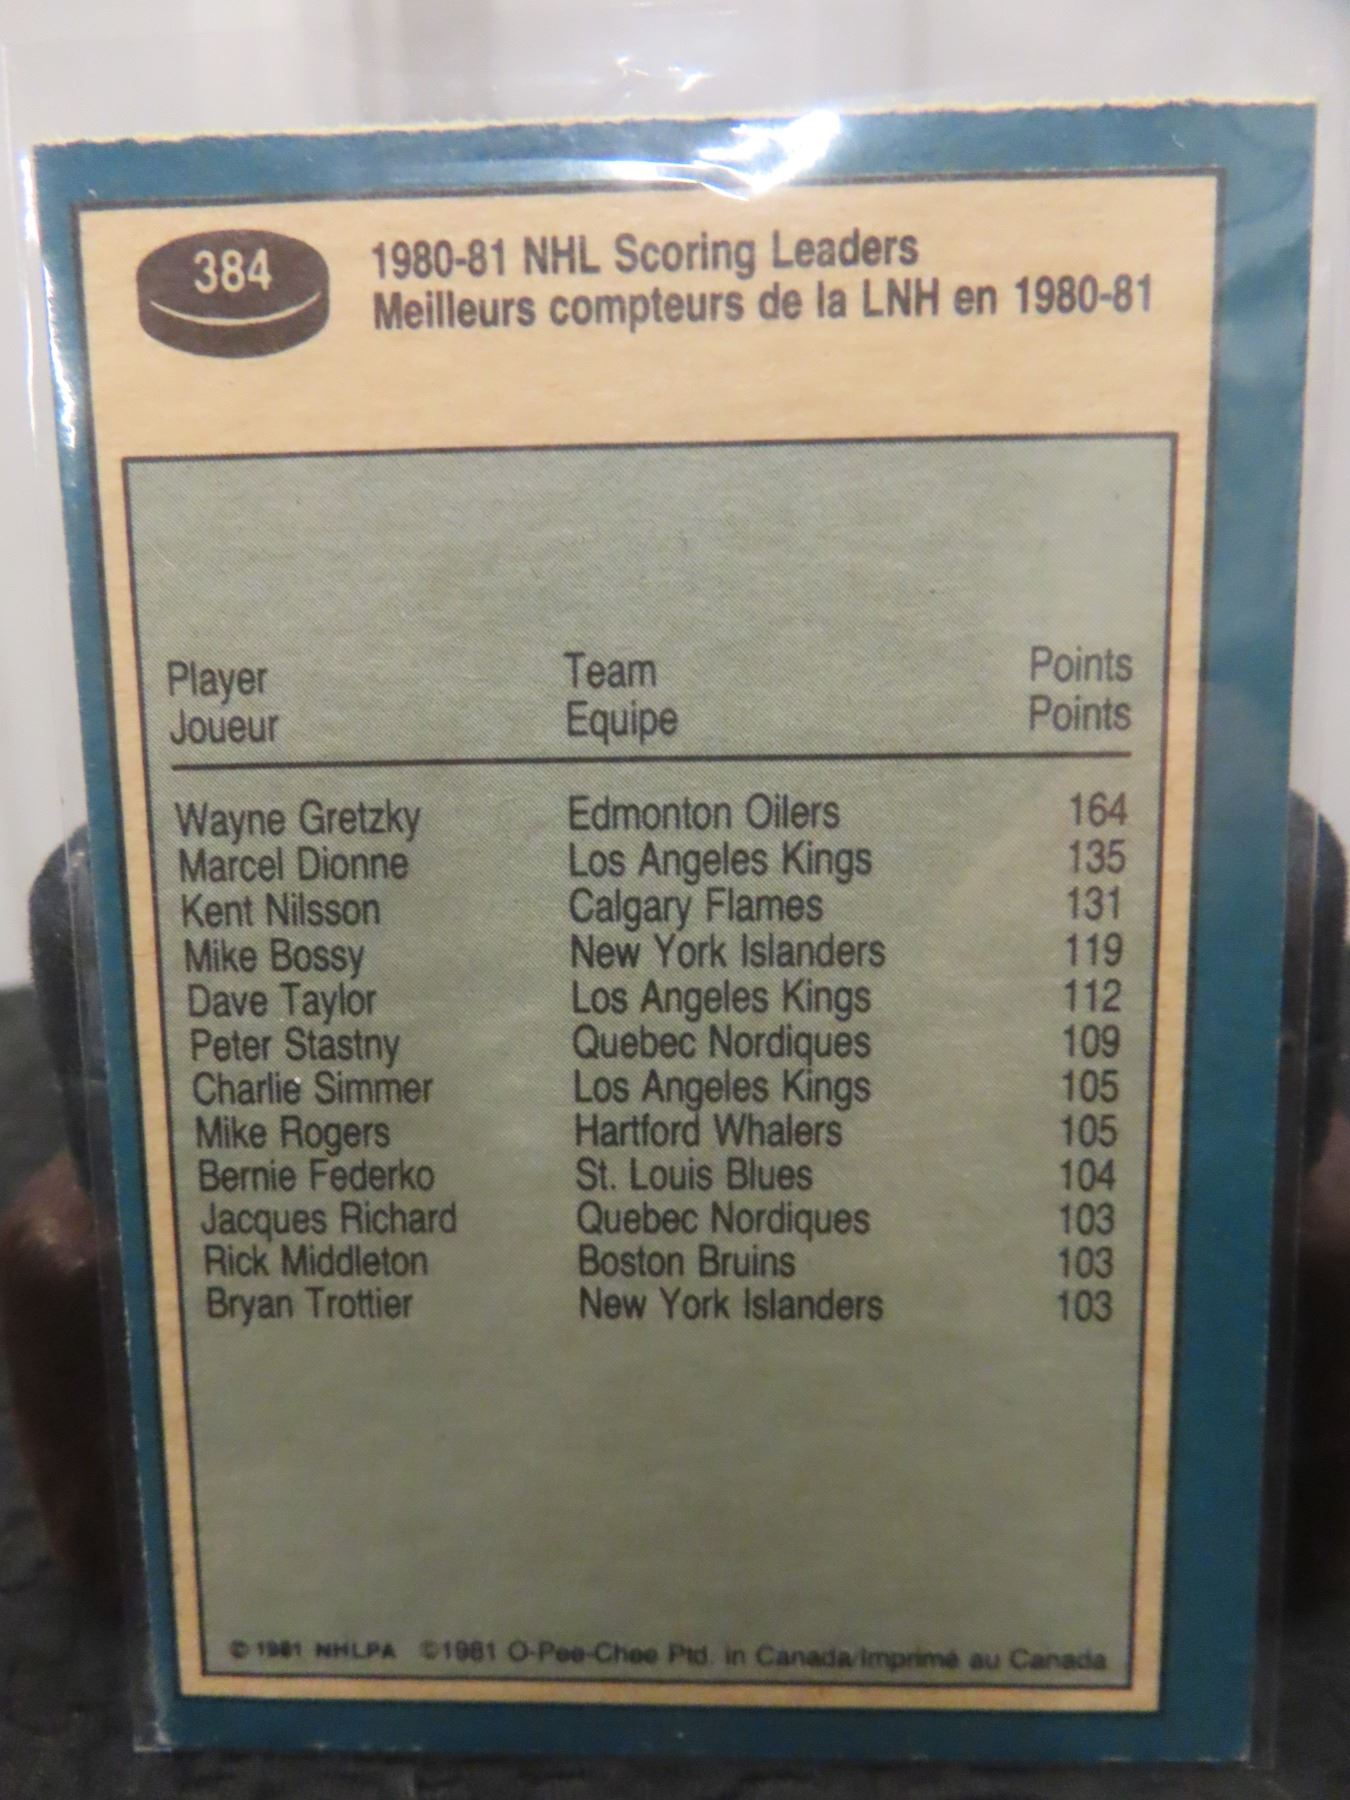 384
1980-81 NHL Scoring Leaders
Meilleurs compteurs de la LNH en 1980-81
Player Team Points
Joueur Equipe Points
Wayne Gretzky Edmonton Oilers 164
Marcel Dionne Los Angeles Kings 135
Kent Nilsson Calgary Flames 131
Mike Bossy New York Islanders 119
Dave Taylor Los Angeles Kings 112
Peter Stastny Quebec Nordiques 109
Charlie Simmer Los Angeles Kings 105
Mike Rogers Hartford Whalers 105
Bernie Federko St. Louis Blues 104
Jacques Richard Quebec Nordiques 103
Rick Middleton Boston Bruins 103
Bryan Trottier New York Islanders 103
© 1981 NHLPA ©1981 O-Pee-Chee Ptd. in Canada/Imprimé au Canada